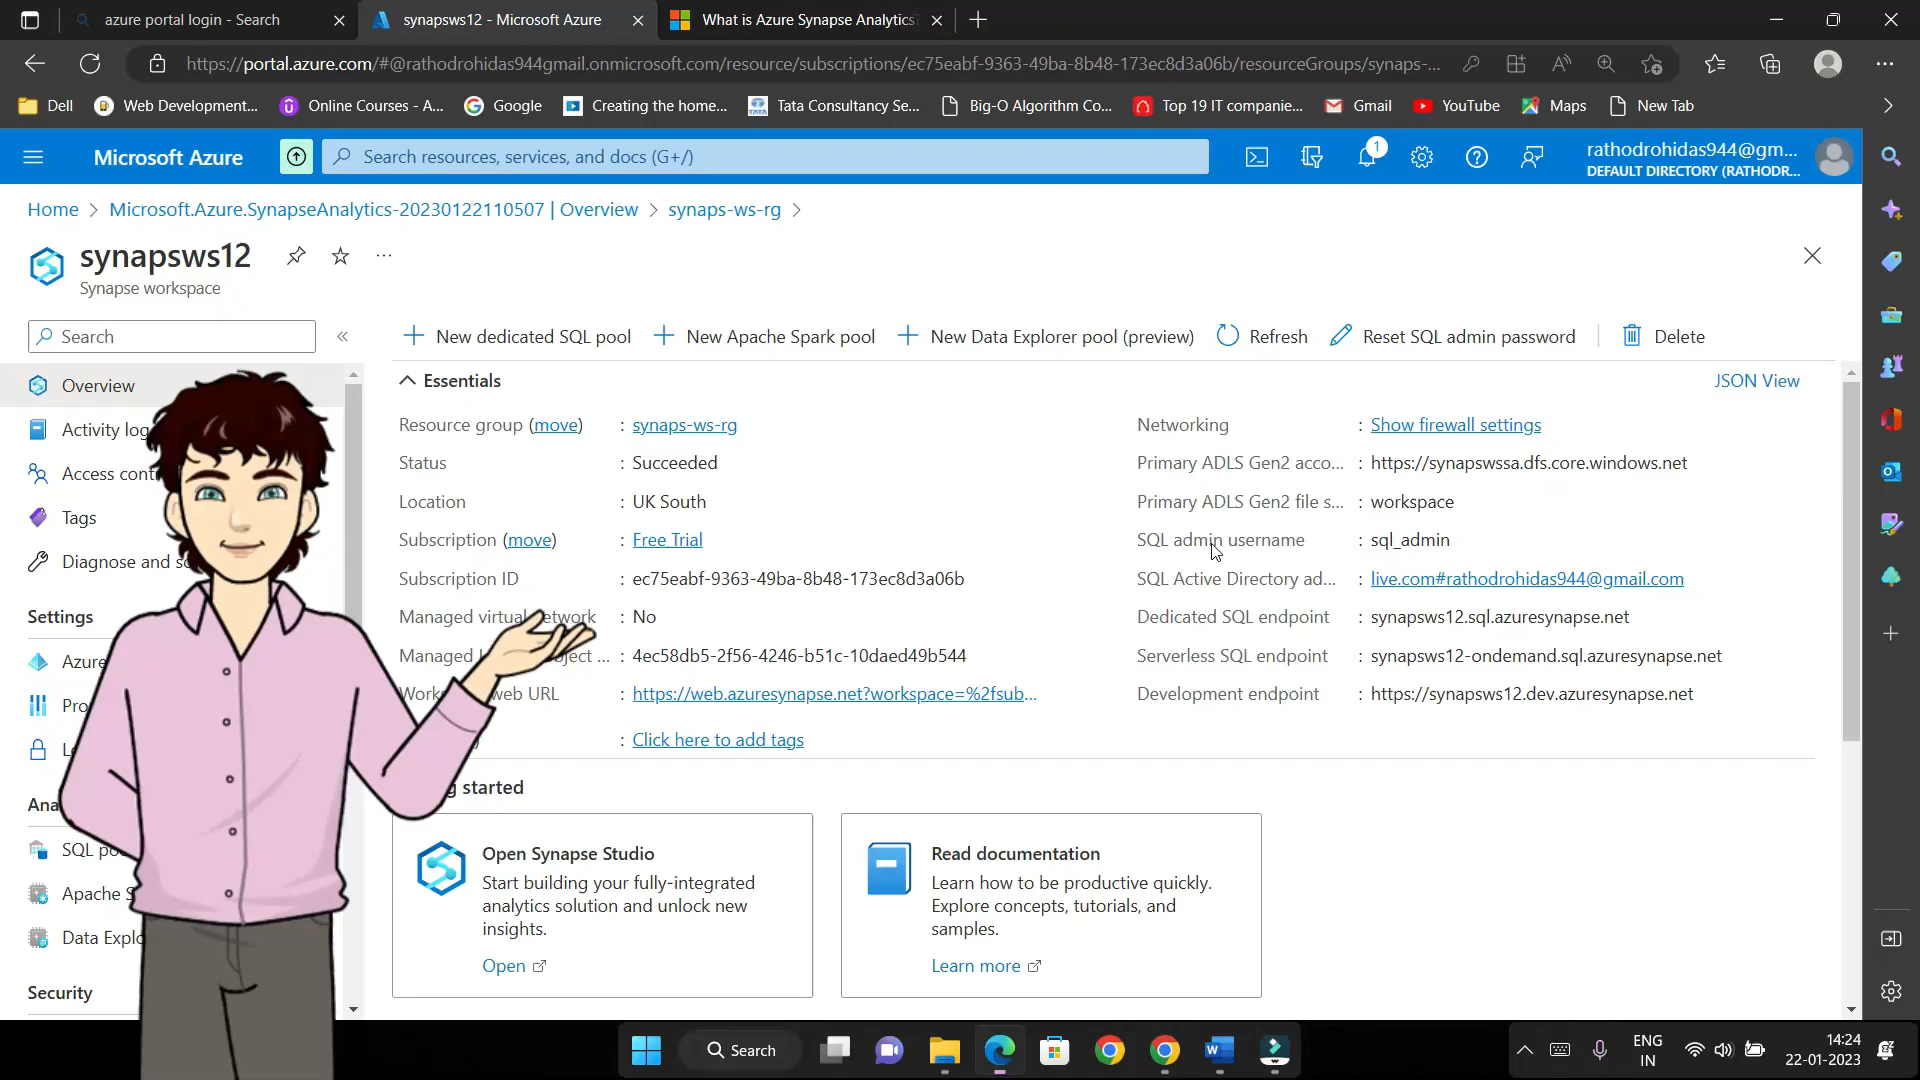 azure portal login - Search
synapsws12 - Microsoft Azure
What is Azure Synapse Analytics
https://portal.azure.com/#@rathodrohidas944gmail.onmicrosoft.com/resource/subscriptions/ec75eabf-9363-49ba-8b48-173ec8d3a06b/resourceGroups/synaps-...
Dell
Web Development...
Online Courses - A...
Google
Creating the home...
Tata Consultancy Se...
Big-O Algorithm Co...
Top 19 IT companie...
Gmail
YouTube
Maps
New Tab
Microsoft Azure
Search resources, services, and docs (G+/)
1
rathodrohidas944@gm...
DEFAULT DIRECTORY (RATHODR...
Home > Microsoft.Azure.SynapseAnalytics-20230122110507 | Overview > synaps-ws-rg >
synapsws12
Synapse workspace
Search
New dedicated SQL pool
New Apache Spark pool
New Data Explorer pool (preview)
Refresh
Reset SQL admin password
Delete
Overview
Activity log
Access cont
Tags
Diagnose and so
Settings
Azure
Pro
Security
SQL po
Apache S
Data Explo
Essentials
JSON View
Resource group (move) : synaps-ws-rg
Status : Succeeded
Location : UK South
Subscription (move) : Free Trial
Subscription ID : ec75eabf-9363-49ba-8b48-173ec8d3a06b
Managed virtual network : No
: 4ec58db5-2f56-4246-b51c-10daed49b544
web URL : https://web.azuresynapse.net?workspace=%2fsub...
: Click here to add tags
Networking : Show firewall settings
Primary ADLS Gen2 acco... : https://synapswssa.dfs.core.windows.net
Primary ADLS Gen2 file s... : workspace
SQL admin username : sql_admin
SQL Active Directory ad... : live.com#rathodrohidas944@gmail.com
Dedicated SQL endpoint : synapsws12.sql.azuresynapse.net
Serverless SQL endpoint : synapsws12-ondemand.sql.azuresynapse.net
Development endpoint : https://synapsws12.dev.azuresynapse.net
started
Open Synapse Studio
Start building your fully-integrated
analytics solution and unlock new
insights.
Open
Read documentation
Learn how to be productive quickly.
Explore concepts, tutorials, and
samples.
Learn more
Search
ENG
IN
14:24
22-01-2023